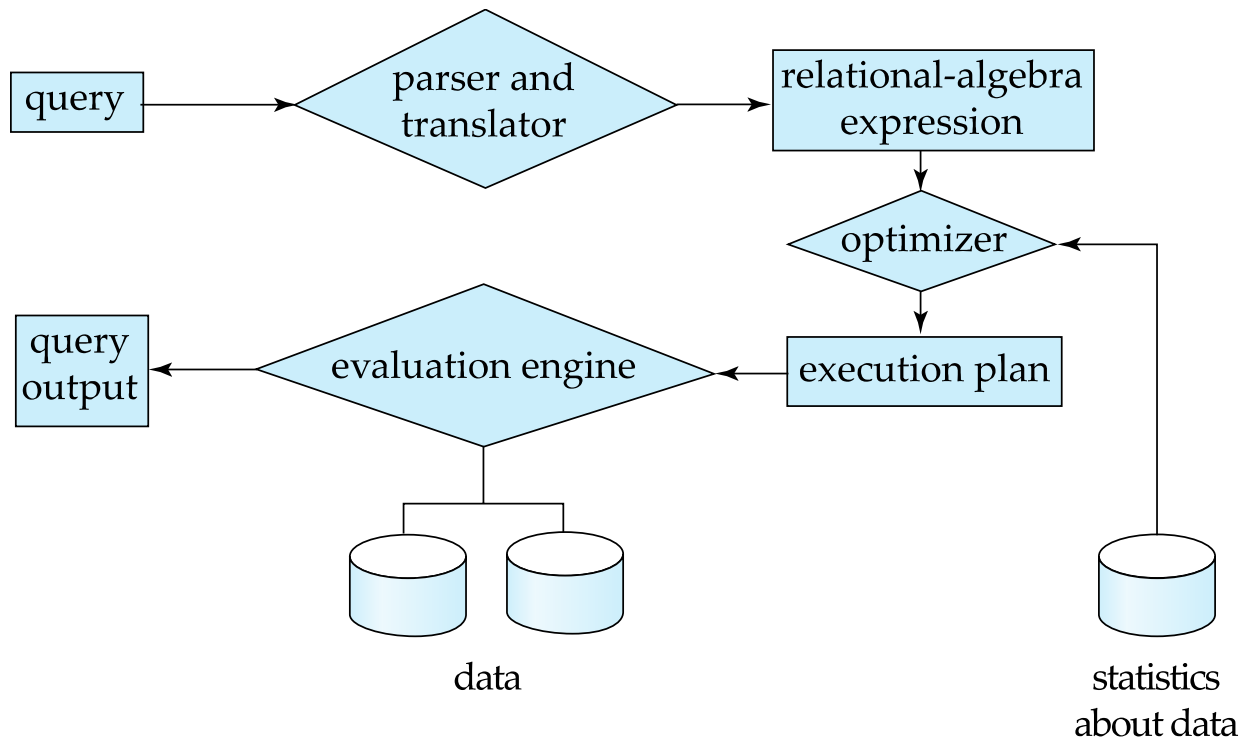 query
parser and
translator
relational-algebra
expression
optimizer
query
output
evaluation engine
execution plan
data
statistics
about data